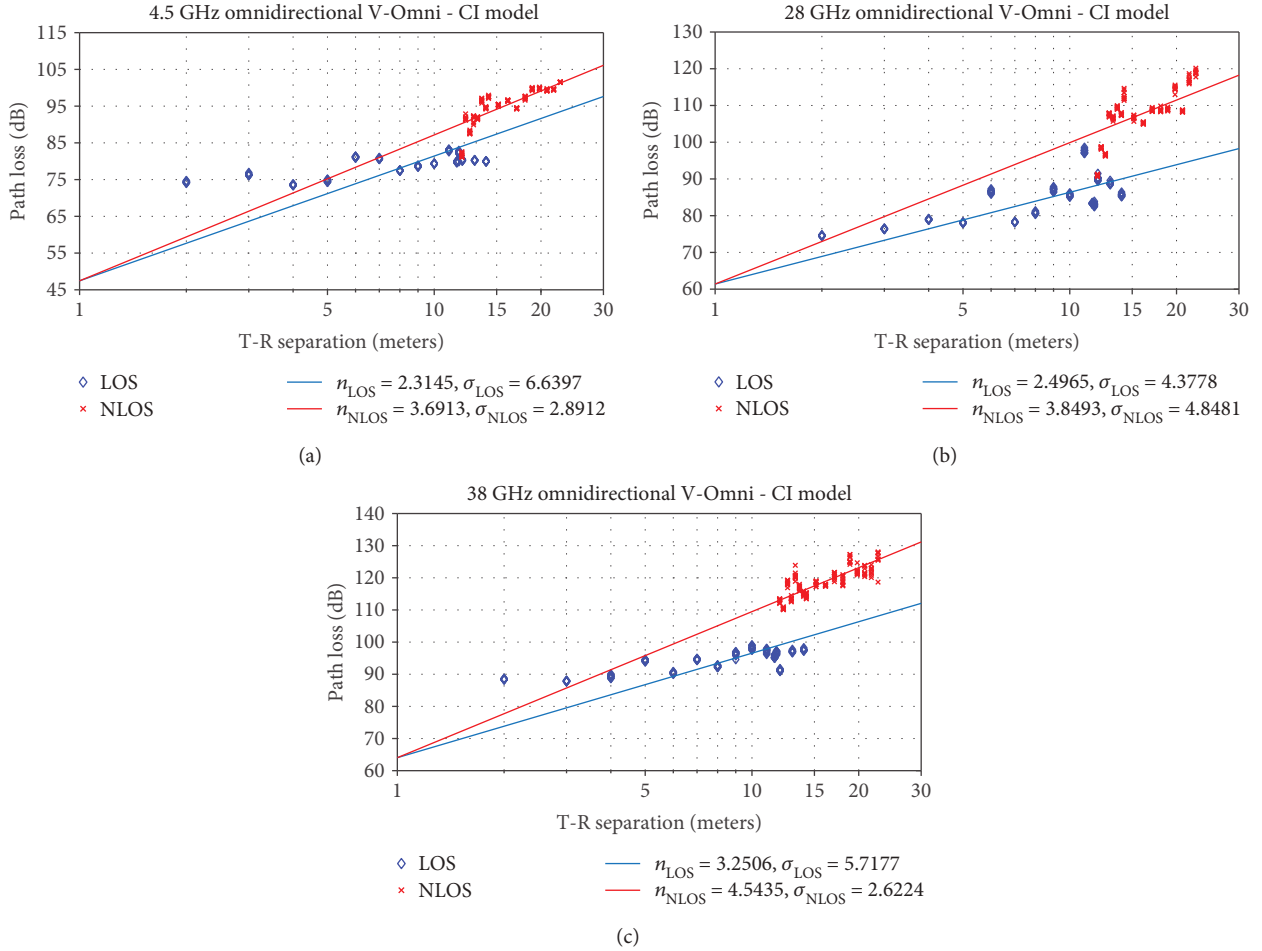 4.5 GHz omnidirectional V-Omni - CI model
115
105
95
85
75
65
55
45
Path loss (dB)
1
5
10
15
20
30
T-R separation (meters)
LOS
NLOS
n_LOS = 2.3145, σ_LOS = 6.6397
n_NLOS = 3.6913, σ_NLOS = 2.8912
(a)
28 GHz omnidirectional V-Omni - CI model
130
120
110
100
90
80
70
60
Path loss (dB)
1
5
10
15
20
30
T-R separation (meters)
LOS
NLOS
n_LOS = 2.4965, σ_LOS = 4.3778
n_NLOS = 3.8493, σ_NLOS = 4.8481
(b)
38 GHz omnidirectional V-Omni - CI model
140
130
120
110
100
90
80
70
60
Path loss (dB)
1
5
10
15
20
30
T-R separation (meters)
LOS
NLOS
n_LOS = 3.2506, σ_LOS = 5.7177
n_NLOS = 4.5435, σ_NLOS = 2.6224
(c)